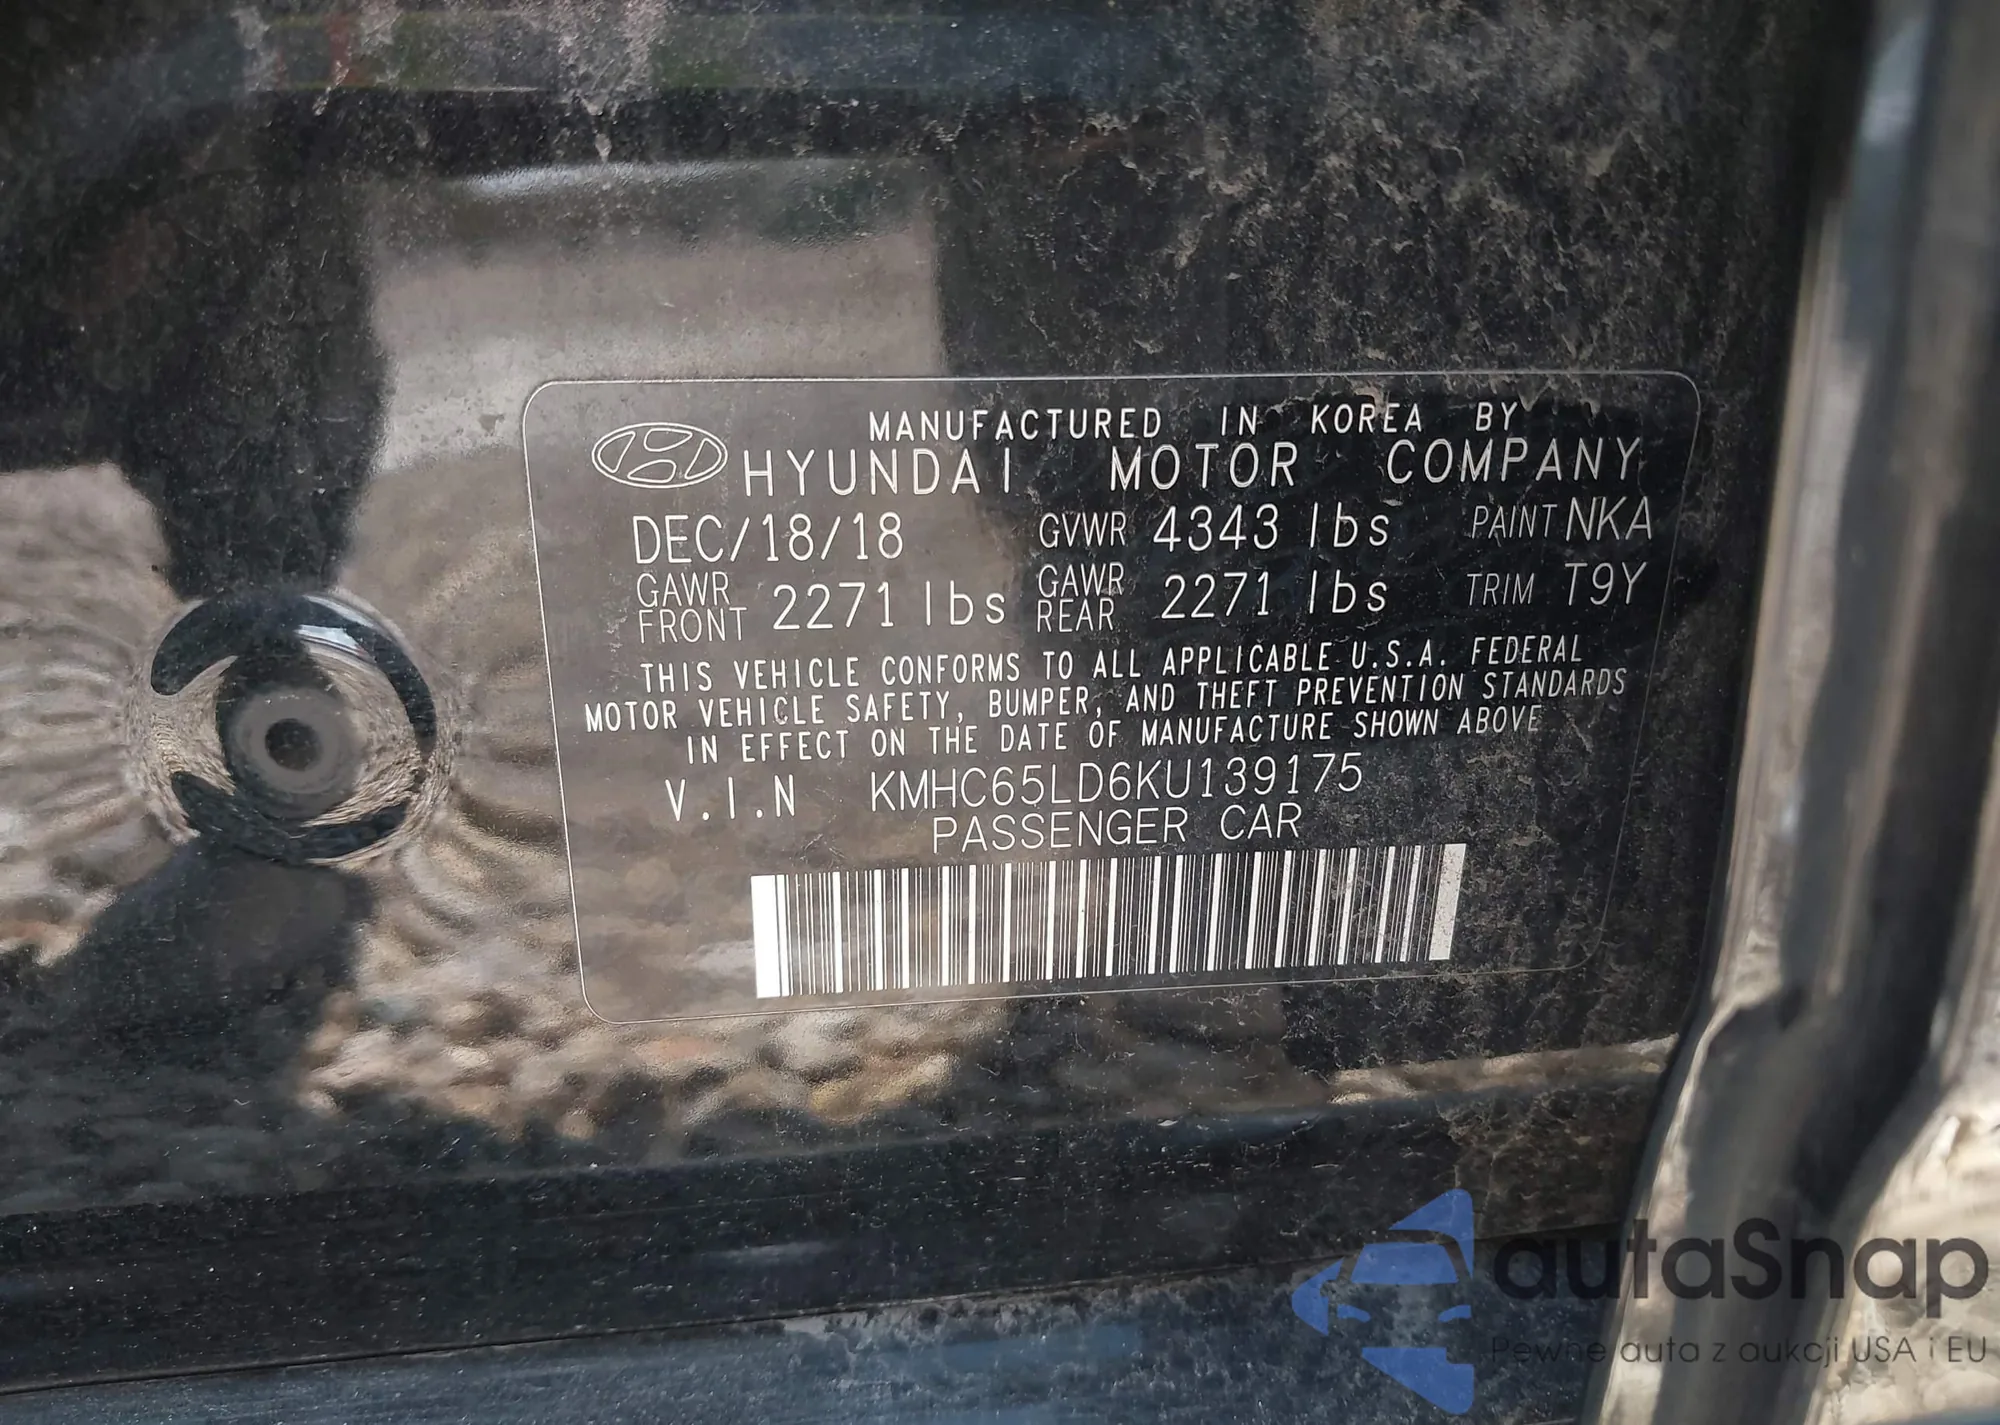 MANUFACTURED IN KOREA BY
HYUNDAI MOTOR COMPANY
DEC/18/18 GVWR 4343 lbs PAINT NKA
GAWR FRONT 2271 lbs GAWR REAR 2271 lbs TRIM T9Y
THIS VEHICLE CONFORMS TO ALL APPLICABLE U.S.A. FEDERAL
MOTOR VEHICLE SAFETY, BUMPER, AND THEFT PREVENTION STANDARDS
IN EFFECT ON THE DATE OF MANUFACTURE SHOWN ABOVE
V.I.N KMHC65LD6KU139175
PASSENGER CAR
autaSnap
Pewne auta z aukcji USA i EU